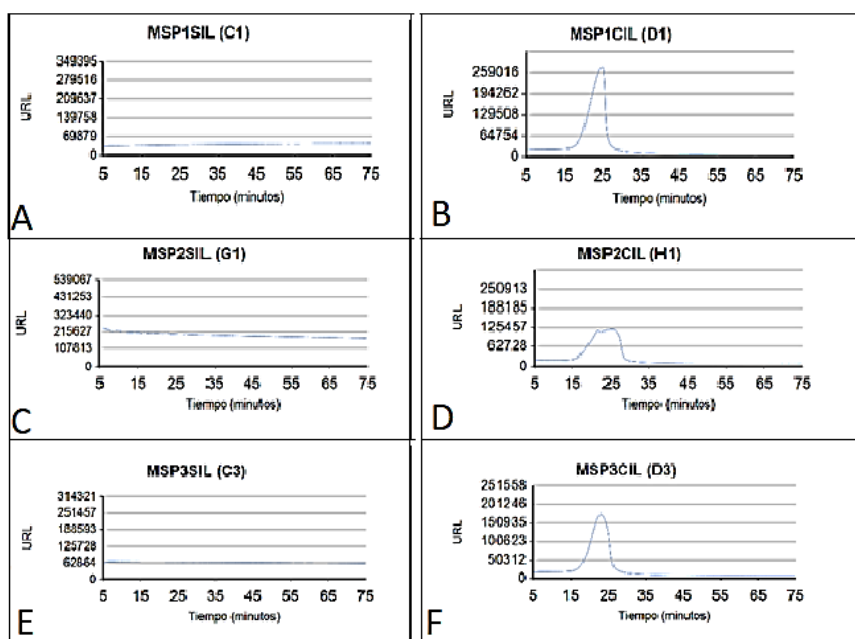 MSP1SIL (C1)
349395
279516
209637
139758
69879
0
URL
5 15 25 35 45 55 65 75
Tiempo (minutos)
A
MSP1CIL (D1)
259016
194262
129508
64754
0
URL
5 15 25 35 45 55 65 75
Tiempo (minutos)
B
MSP2SIL (G1)
539067
431253
323440
215627
107813
0
URL
5 15 25 35 45 55 65 75
Tiempo (minutos)
C
MSP2CIL (H1)
250913
188185
125457
62728
0
URL
5 15 25 35 45 55 65 75
Tiempo (minutos)
D
MSP3SIL (C3)
314321
251457
188593
125728
62864
0
URL
5 15 25 35 45 55 65 75
Tiempo (minutos)
E
MSP3CIL (D3)
251558
201246
150935
100623
50312
0
URL
5 15 25 35 45 55 65 75
Tiempo (minutos)
F